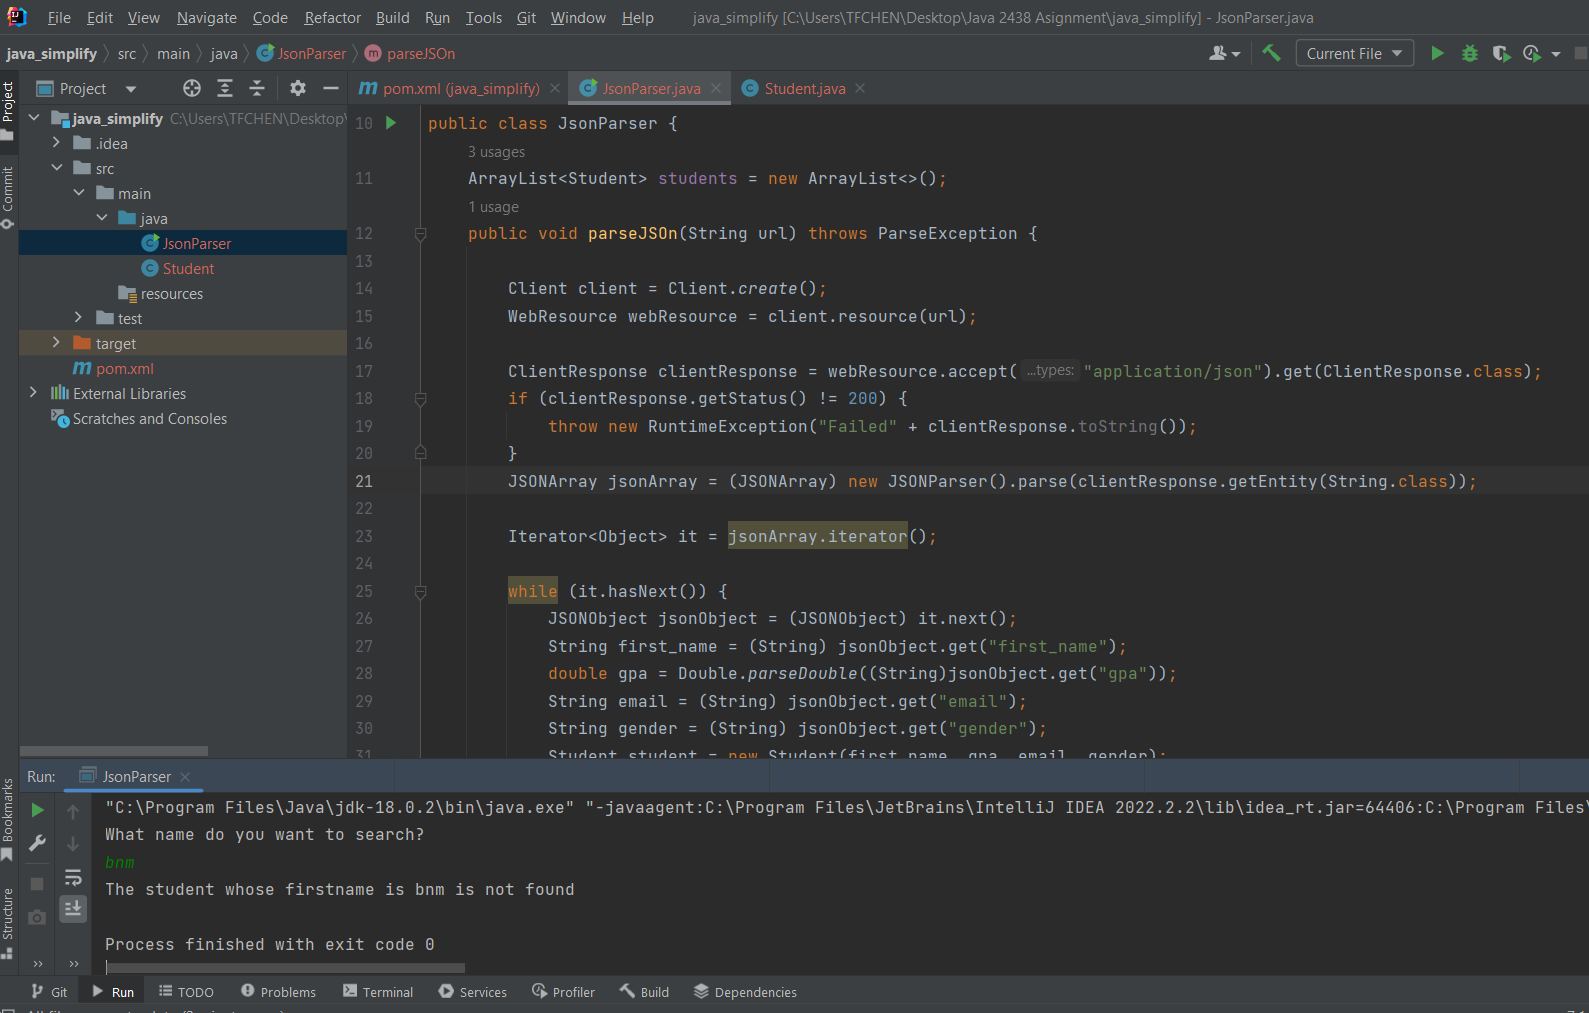 File Edit View Navigate Code Refactor Build Run Tools Git Window Help java_simplify [C:\Users\TFCHEN\Desktop\Java 2438 Asignment\java_simplify] - JsonParser.java
java_simplify src main java JsonParser parseJSOn Current File
Project
Commit
Bookmarks
Structure
Project
java_simplify C:\Users\TFCHEN\Desktop\
.idea
src
main
java
JsonParser
Student
resources
test
target
pom.xml
External Libraries
Scratches and Consoles
pom.xml (java_simplify) JsonParser.java Student.java
10 public class JsonParser {
3 usages
11 ArrayList<Student> students = new ArrayList<>();
1 usage
12 public void parseJSOn(String url) throws ParseException {
13
14 Client client = Client.create();
15 WebResource webResource = client.resource(url);
16
17 ClientResponse clientResponse = webResource.accept( ...types: "application/json").get(ClientResponse.class);
18 if (clientResponse.getStatus() != 200) {
19 throw new RuntimeException("Failed" + clientResponse.toString());
20 }
21 JSONArray jsonArray = (JSONArray) new JSONParser().parse(clientResponse.getEntity(String.class));
22
23 Iterator<Object> it = jsonArray.iterator();
24
25 while (it.hasNext()) {
26 JSONObject jsonObject = (JSONObject) it.next();
27 String first_name = (String) jsonObject.get("first_name");
28 double gpa = Double.parseDouble((String)jsonObject.get("gpa"));
29 String email = (String) jsonObject.get("email");
30 String gender = (String) jsonObject.get("gender");
31 Student student = new Student(first_name, gpa, email, gender);
Run: JsonParser
"C:\Program Files\Java\jdk-18.0.2\bin\java.exe" "-javaagent:C:\Program Files\JetBrains\IntelliJ IDEA 2022.2.2\lib\idea_rt.jar=64406:C:\Program Files\
What name do you want to search?
bnm
The student whose firstname is bnm is not found
Process finished with exit code 0
Git Run TODO Problems Terminal Services Profiler Build Dependencies